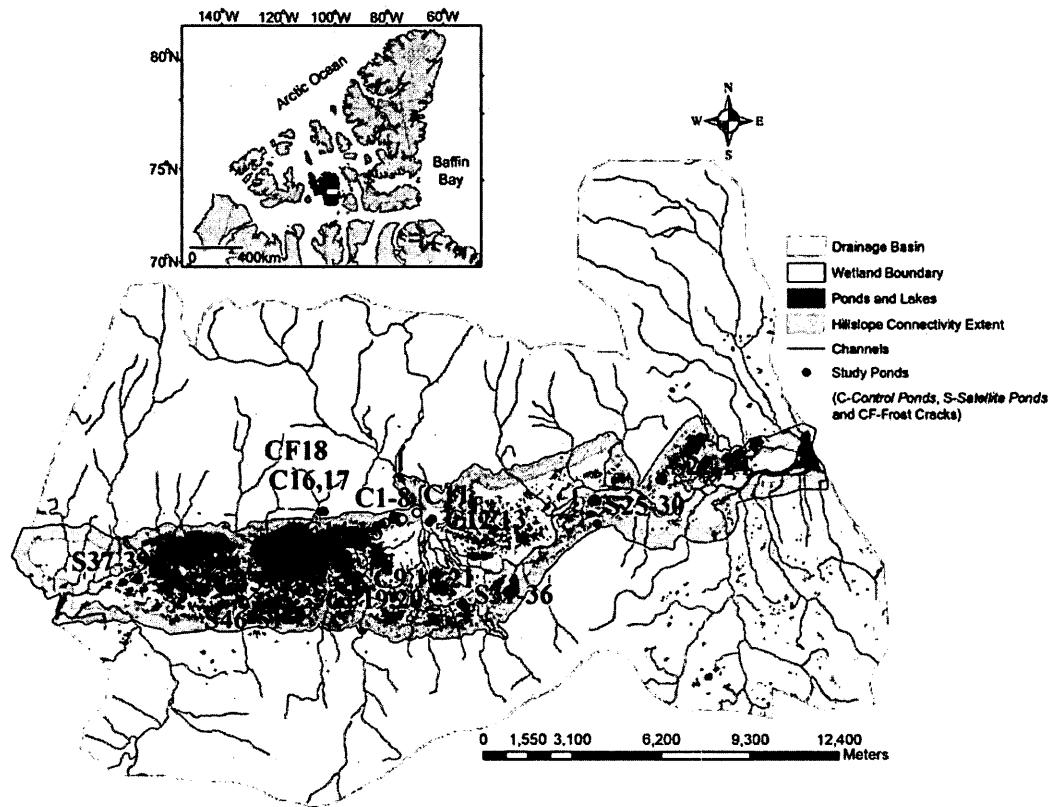 140°W 120°W 100°W 80°W 60°W
80°N
75°N
70°N
Arctic Ocean
Baffin
Bay
0 400km
N
W E
S
Drainage Basin
Wetland Boundary
Ponds and Lakes
Hillslope Connectivity Extent
Channels
Study Ponds
(C-Control Ponds, S-Satellite Ponds
and CF-Frost Cracks)
CF18
C16,17
C1-8
C11,
S25-30
S37-39
S31-36
0 1,550 3,100 6,200 9,300 12,400
Meters